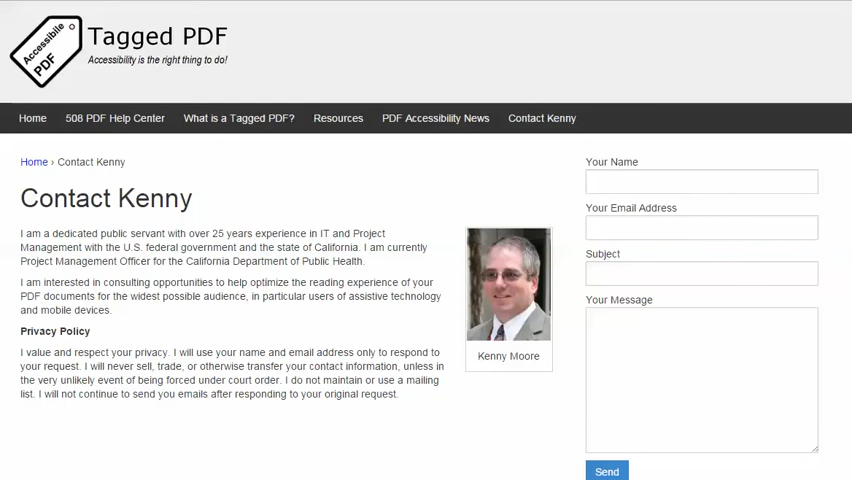 Accessibile
PDF
Tagged PDF
Accessibility is the right thing to do!
Home 508 PDF Help Center What is a Tagged PDF? Resources PDF Accessibility News Contact Kenny
Home › Contact Kenny
Contact Kenny
I am a dedicated public servant with over 25 years experience in IT and Project
Management with the U.S. federal government and the state of California. I am currently
Project Management Officer for the California Department of Public Health.
I am interested in consulting opportunities to help optimize the reading experience of your
PDF documents for the widest possible audience, in particular users of assistive technology
and mobile devices.
Privacy Policy
I value and respect your privacy. I will use your name and email address only to respond to
your request. I will never sell, trade, or otherwise transfer your contact information, unless in
the very unlikely event of being forced under court order. I do not maintain or use a mailing
list. I will not continue to send you emails after responding to your original request.
Kenny Moore
Your Name
Your Email Address
Subject
Your Message
Send